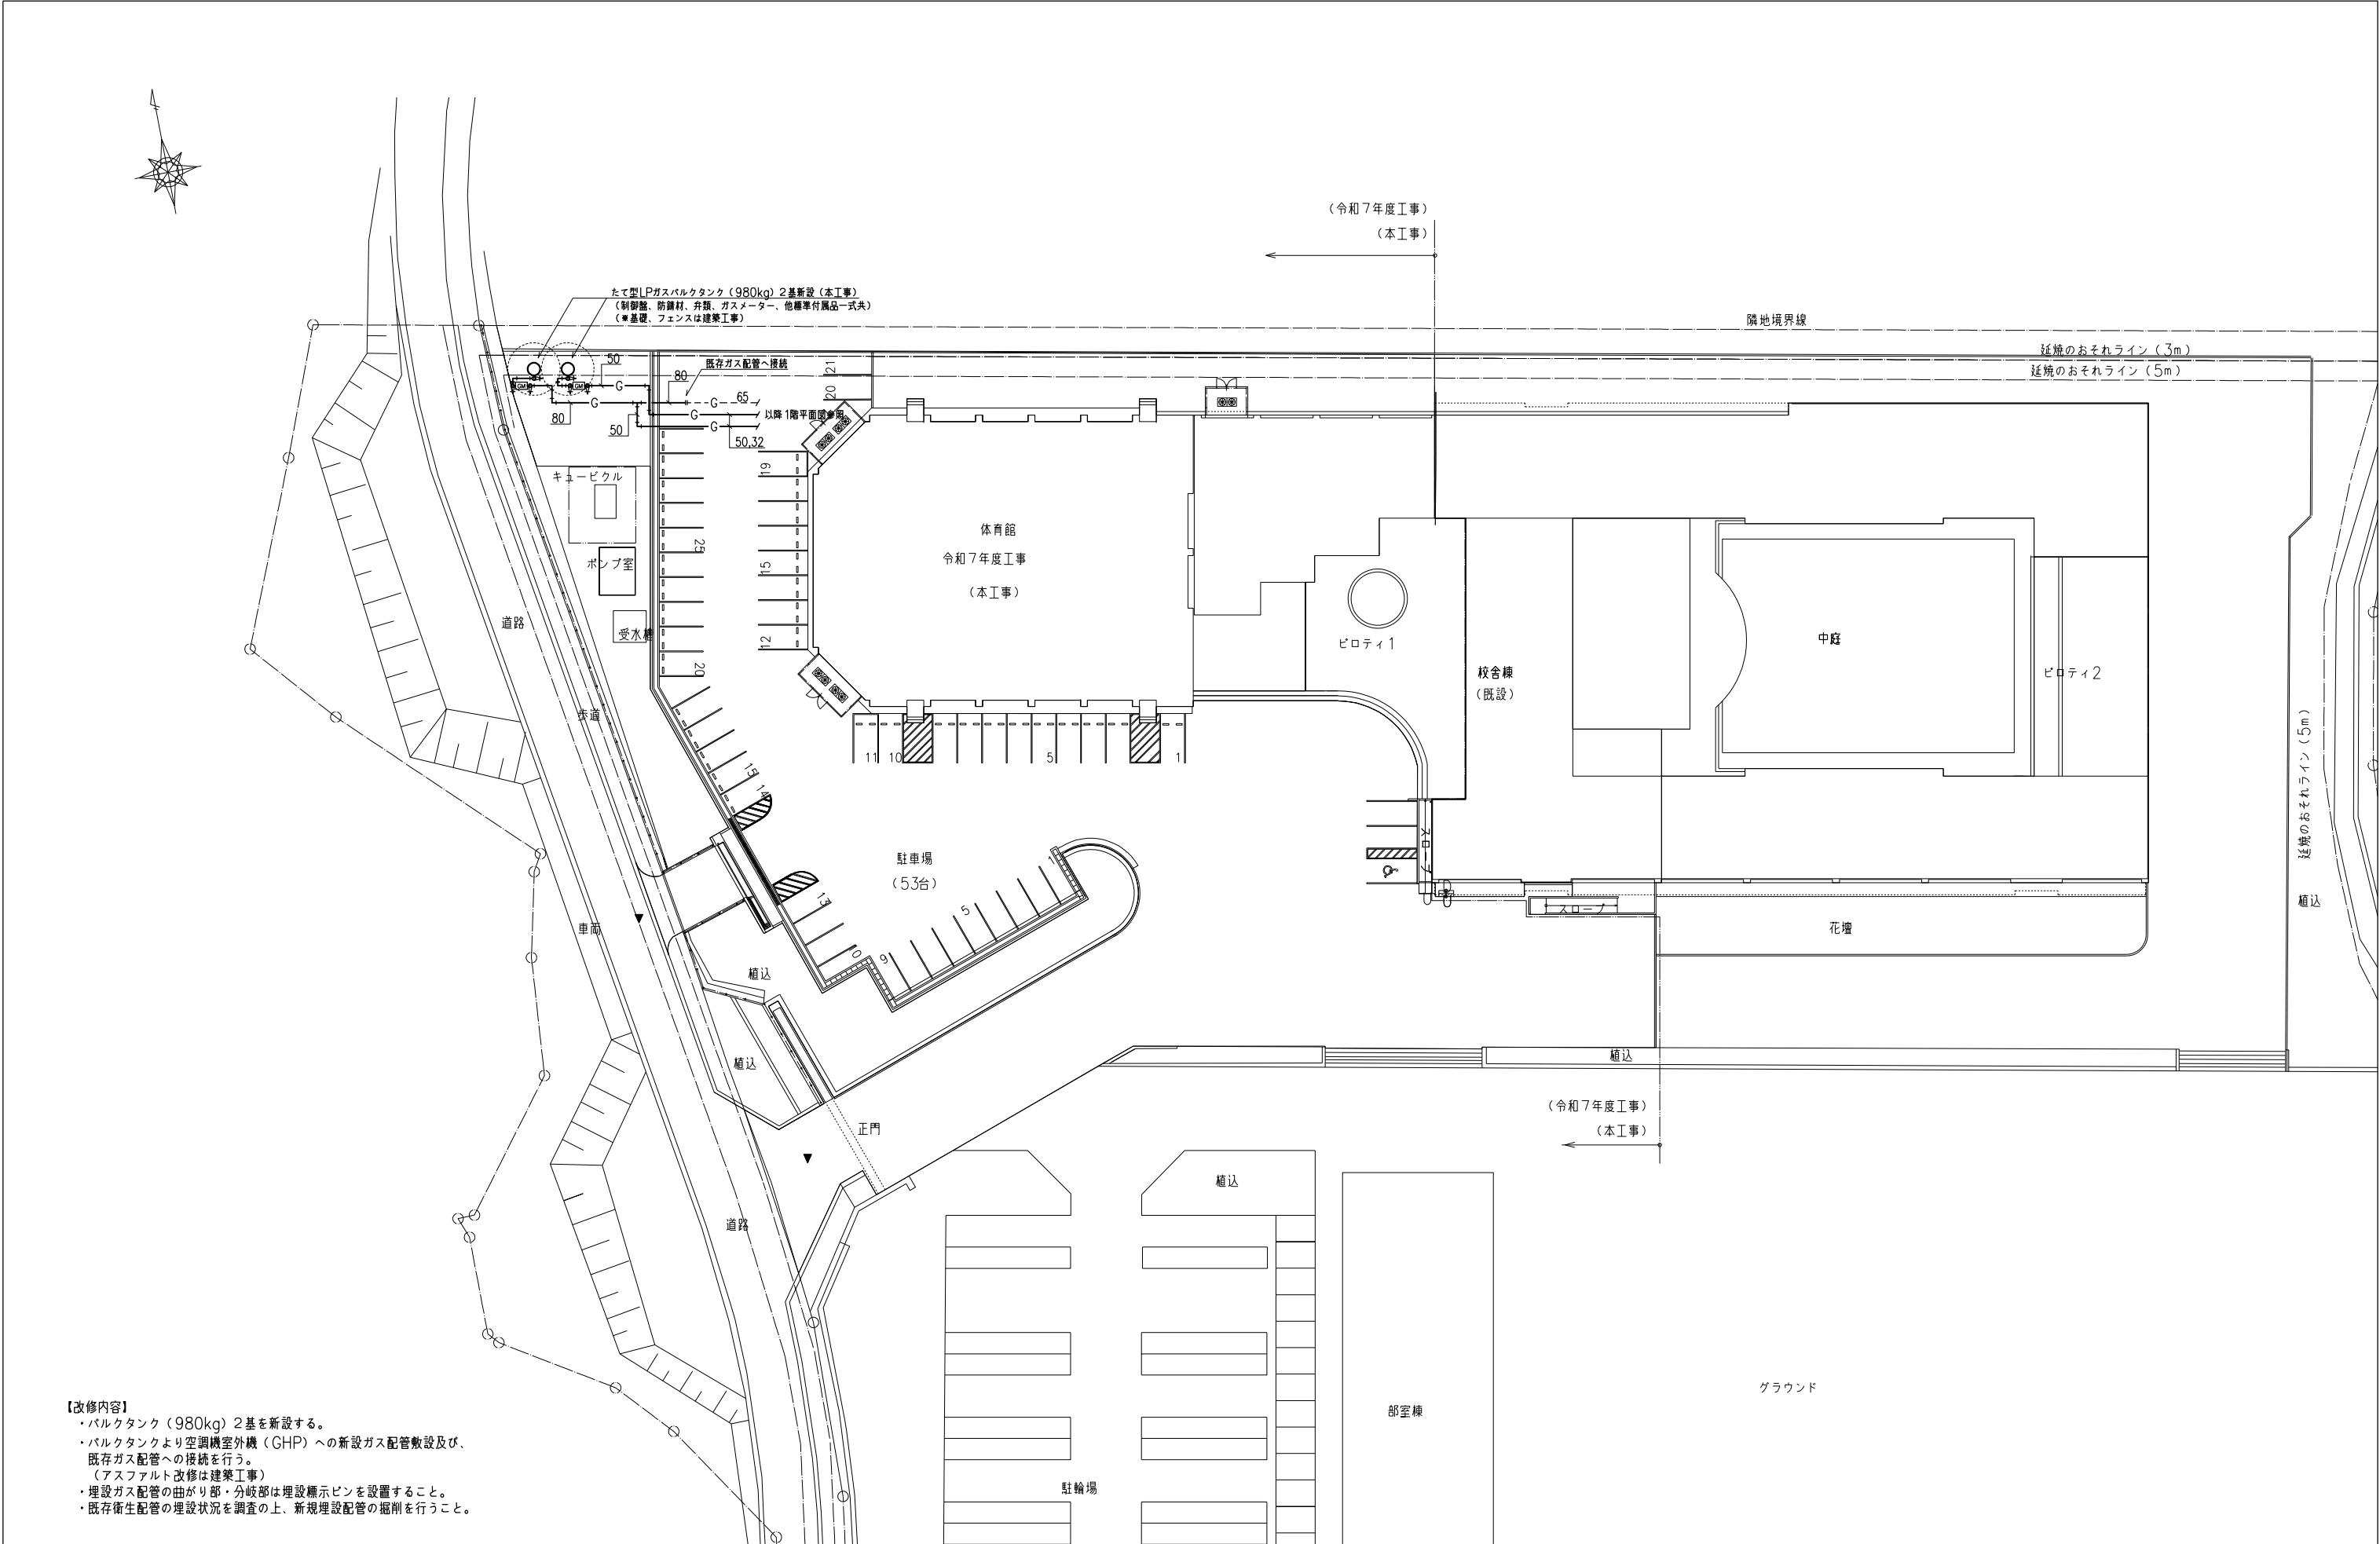 （令和７年度工事）
（本工事）
たて型LPガスバルクタンク（980kg）２基新設（本工事）
（制御盤、防錆材、弁類、ガスメーター、他標準付属品一式共）
（※基礎、フェンスは建築工事）
隣地境界線
延焼のおそれライン（3m）
延焼のおそれライン（5m）
既存ガス配管へ接続
50
80
G
G
G
65
G
G
以降１階平面図参照
80
50
50,32
GM
GM
21
20
キュービクル
ポンプ室
受水槽
19
15
12
25
20
15
14
13
10
9
5
1
体育館
令和７年度工事
（本工事）
ピロティ１
校舎棟
（既設）
中庭
ピロティ２
延焼のおそれライン（5m）
植込
道路
歩道
車両
11
10
5
1
駐車場
（53台）
スロープ
スロープ
花壇
植込
植込
正門
植込
（令和７年度工事）
（本工事）
道路
植込
駐輪場
部室棟
グラウンド
【改修内容】
・バルクタンク（980kg）２基を新設する。
・バルクタンクより空調機室外機（GHP）への新設ガス配管敷設及び、
既存ガス配管への接続を行う。
（アスファルト改修は建築工事）
・埋設ガス配管の曲がり部・分岐部は埋設標示ピンを設置すること。
・既存衛生配管の埋設状況を調査の上、新規埋設配管の掘削を行うこと。